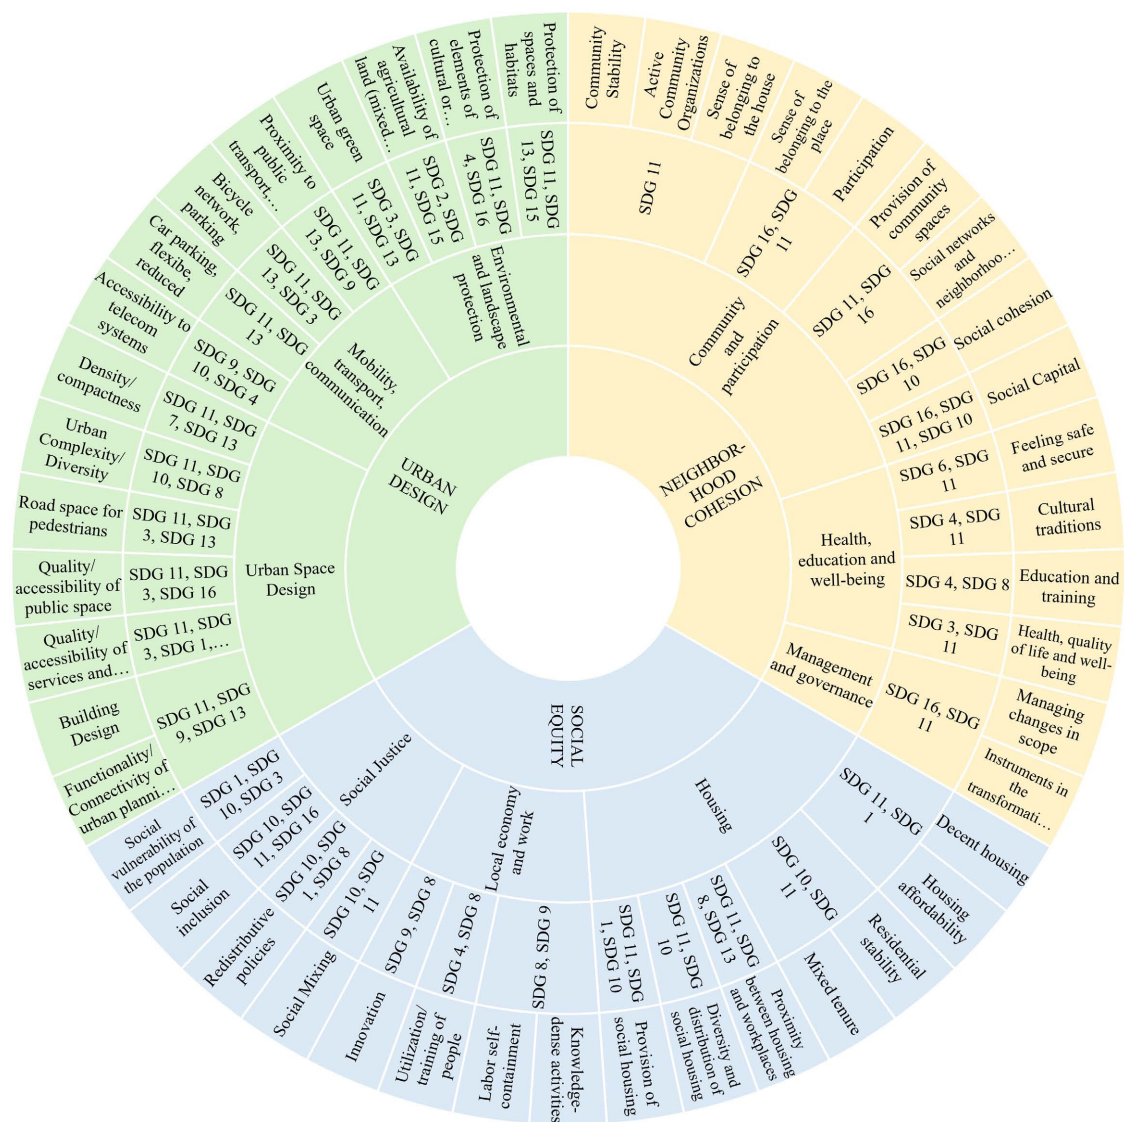 NEIGHBOR-
HOOD
COHESION
Community
and
participation
SDG 11
Community
Stability
Active
Community
Organizations
Sense of
belonging to
the house
SDG 16, SDG
11
Sense of
belonging to the
place
Participation
SDG 11, SDG
16
Provision of
community
spaces
Social networks
and
neighborhoo…
SDG 16, SDG
10
Social cohesion
SDG 16, SDG
11, SDG 10
Social Capital
Health,
education and
well-being
SDG 6, SDG
11
Feeling safe
and secure
SDG 4, SDG
11
Cultural
traditions
SDG 4, SDG 8
Education and
training
SDG 3, SDG
11
Health, quality
of life and well-
being
Management
and governance
SDG 16, SDG
11
Managing
changes in
scope
Instruments in
the
transformati…
SOCIAL
EQUITY
Housing
SDG 11, SDG
1
Decent housing
Housing
affordability
SDG 10, SDG
11
Residential
stability
Mixed tenure
SDG 11, SDG
8, SDG 13
Proximity
between housing
and workplaces
SDG 11, SDG
10
Diversity and
distribution of
social housing
SDG 11, SDG
1, SDG 10
Provision of
social housing
Local economy
and work
SDG 8, SDG 9
Knowledge-
dense activities
Labor self-
containment
SDG 4, SDG 8
Utilization/
training of
people
SDG 9, SDG 8
Innovation
Social Justice
SDG 10, SDG
11
Social Mixing
SDG 10, SDG
1, SDG 8
Redistributive
policies
SDG 10, SDG
11, SDG 16
Social
inclusion
SDG 1, SDG
10, SDG 3
Social
vulnerability of
the population
URBAN
DESIGN
Urban Space
Design
SDG 11, SDG
9, SDG 13
Functionality/
Connectivity of
urban planni…
Building
Design
SDG 11, SDG
3, SDG 1,…
Quality/
accessibility of
services and…
SDG 11, SDG
3, SDG 16
Quality/
accessibility of
public space
SDG 11, SDG
3, SDG 13
Road space for
pedestrians
SDG 11, SDG
10, SDG 8
Urban
Complexity/
Diversity
SDG 11, SDG
7, SDG 13
Density/
compactness
Mobility,
transport,
communication
SDG 9, SDG
10, SDG 4
Accessibility to
telecom
systems
SDG 11, SDG
13
Car parking,
flexibe,
reduced
SDG 11, SDG
13, SDG 3
Bicycle
network,
parking
SDG 11, SDG
13, SDG 9
Proximity to
public
transport,…
Environmental
and landscape
protection
SDG 3, SDG
11, SDG 13
Urban green
space
SDG 2, SDG
11, SDG 15
Availability of
agricultural
land (mixed…
SDG 11, SDG
4, SDG 16
Protection of
elements of
cultural or…
SDG 11, SDG
13, SDG 15
Protection of
spaces and
habitats